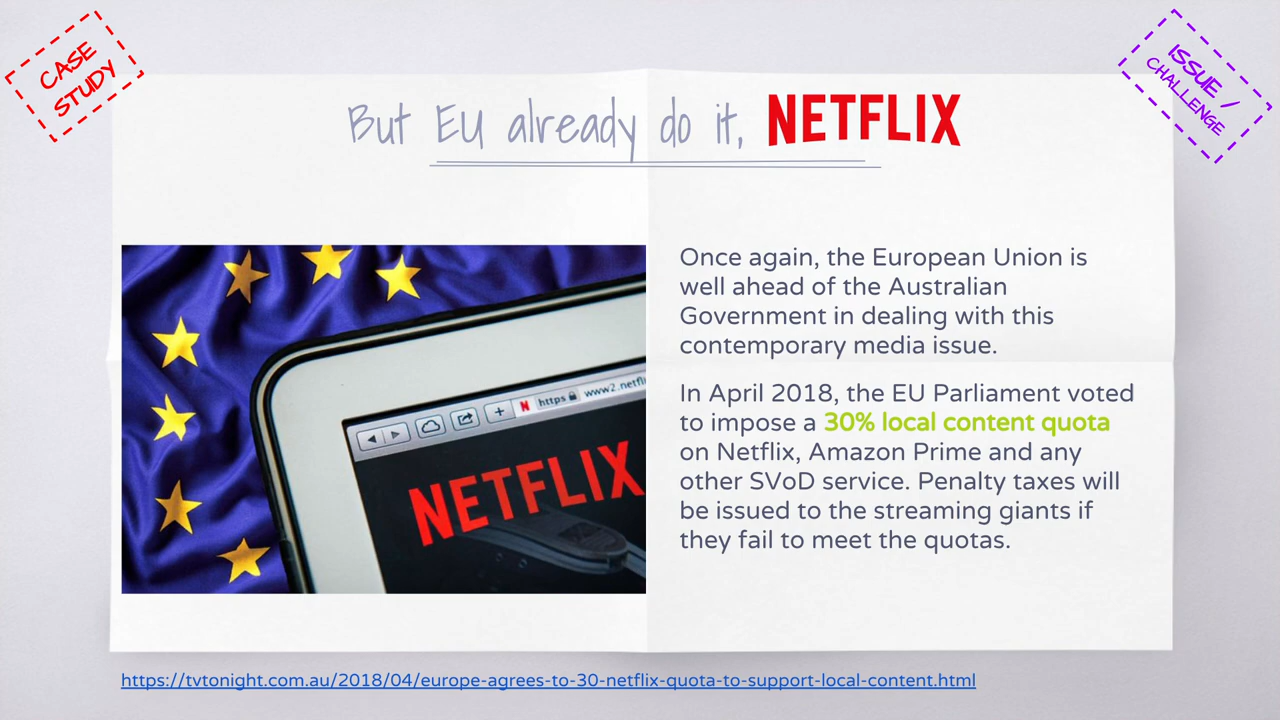 CASE
STUDY
ISSUE /
CHALLENGE
But EU already do it, NETFLIX
https www2.netfli
NETFLIX
Once again, the European Union is
well ahead of the Australian
Government in dealing with this
contemporary media issue.
In April 2018, the EU Parliament voted
to impose a 30% local content quota
on Netflix, Amazon Prime and any
other SVoD service. Penalty taxes will
be issued to the streaming giants if
they fail to meet the quotas.
https://tvtonight.com.au/2018/04/europe-agrees-to-30-netflix-quota-to-support-local-content.html